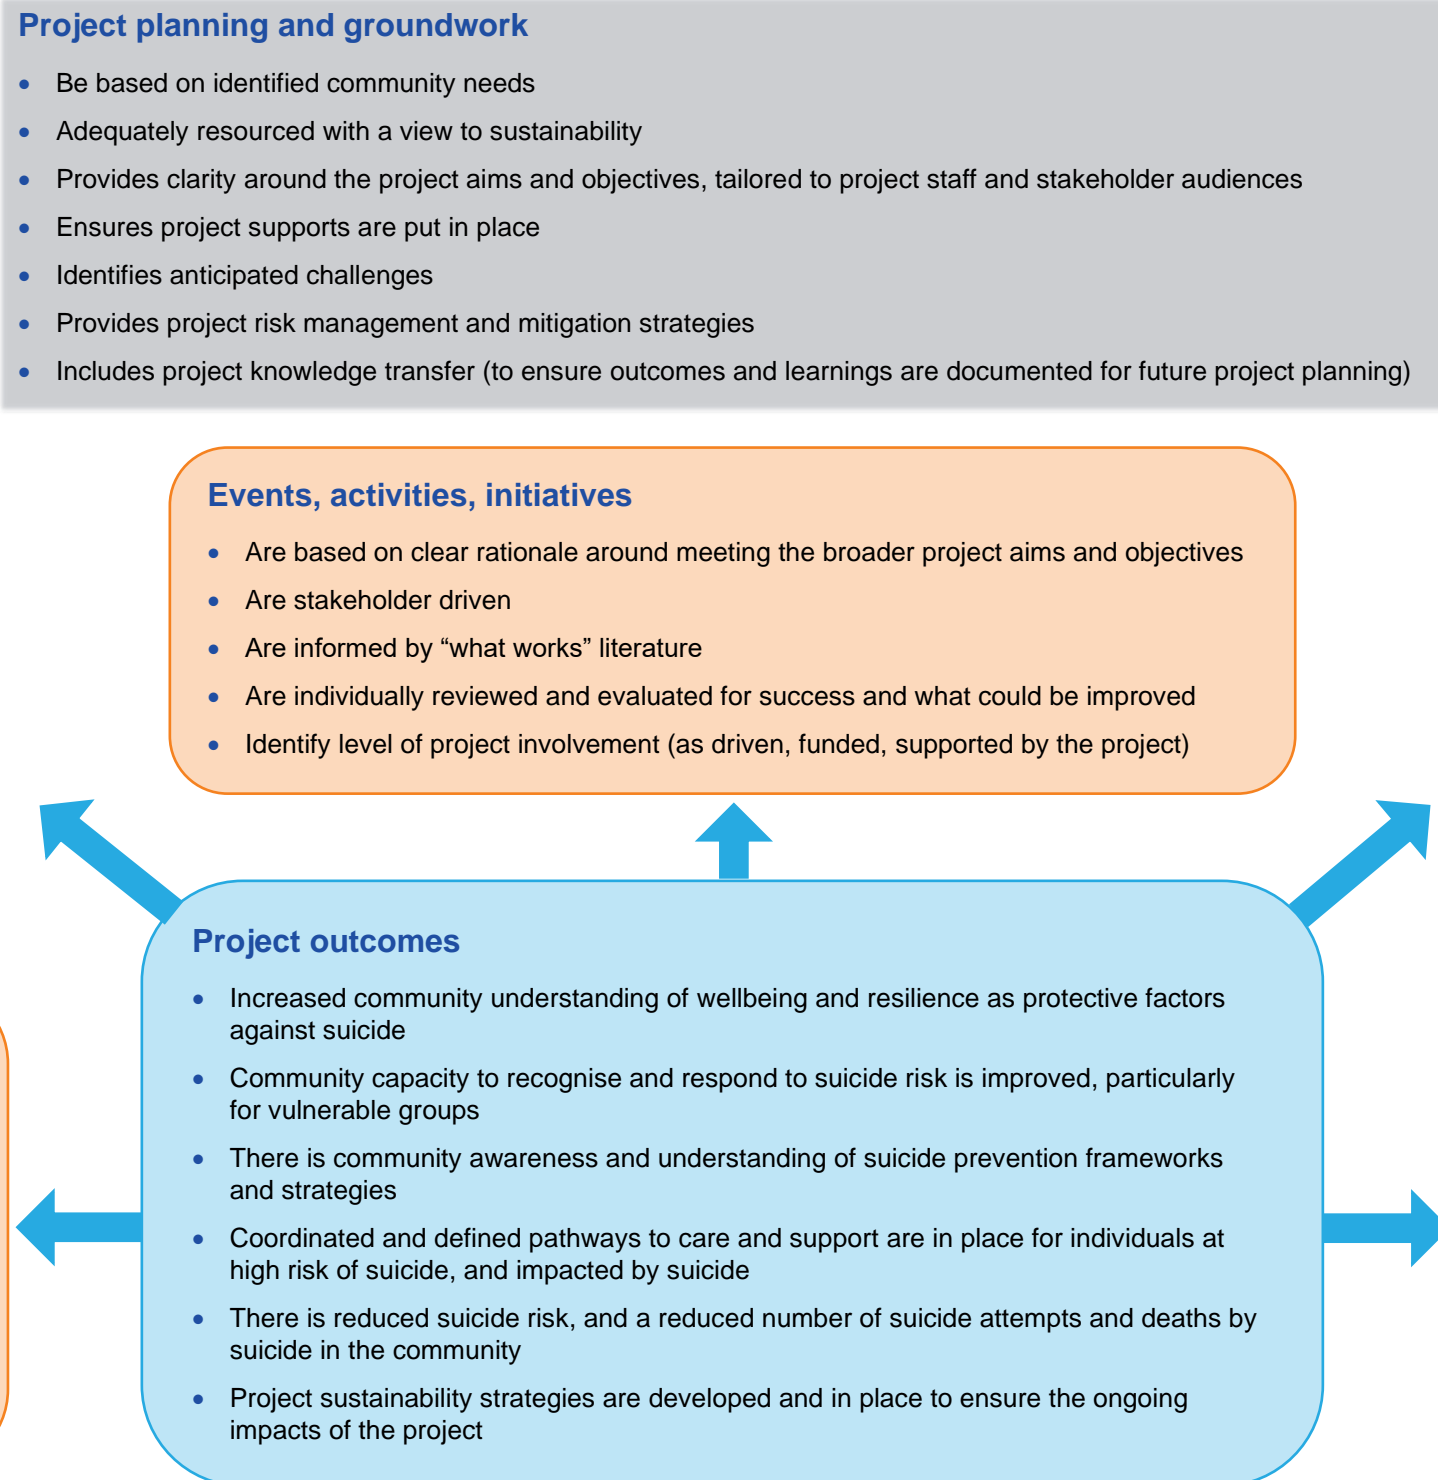 Project planning and groundwork
• Be based on identified community needs
• Adequately resourced with a view to sustainability
• Provides clarity around the project aims and objectives, tailored to project staff and stakeholder audiences
• Ensures project supports are put in place
• Identifies anticipated challenges
• Provides project risk management and mitigation strategies
• Includes project knowledge transfer (to ensure outcomes and learnings are documented for future project planning)
Events, activities, initiatives
• Are based on clear rationale around meeting the broader project aims and objectives
• Are stakeholder driven
• Are informed by “what works” literature
• Are individually reviewed and evaluated for success and what could be improved
• Identify level of project involvement (as driven, funded, supported by the project)
Project outcomes
• Increased community understanding of wellbeing and resilience as protective factors
against suicide
• Community capacity to recognise and respond to suicide risk is improved, particularly
for vulnerable groups
• There is community awareness and understanding of suicide prevention frameworks
and strategies
• Coordinated and defined pathways to care and support are in place for individuals at
high risk of suicide, and impacted by suicide
• There is reduced suicide risk, and a reduced number of suicide attempts and deaths by
suicide in the community
• Project sustainability strategies are developed and in place to ensure the ongoing
impacts of the project